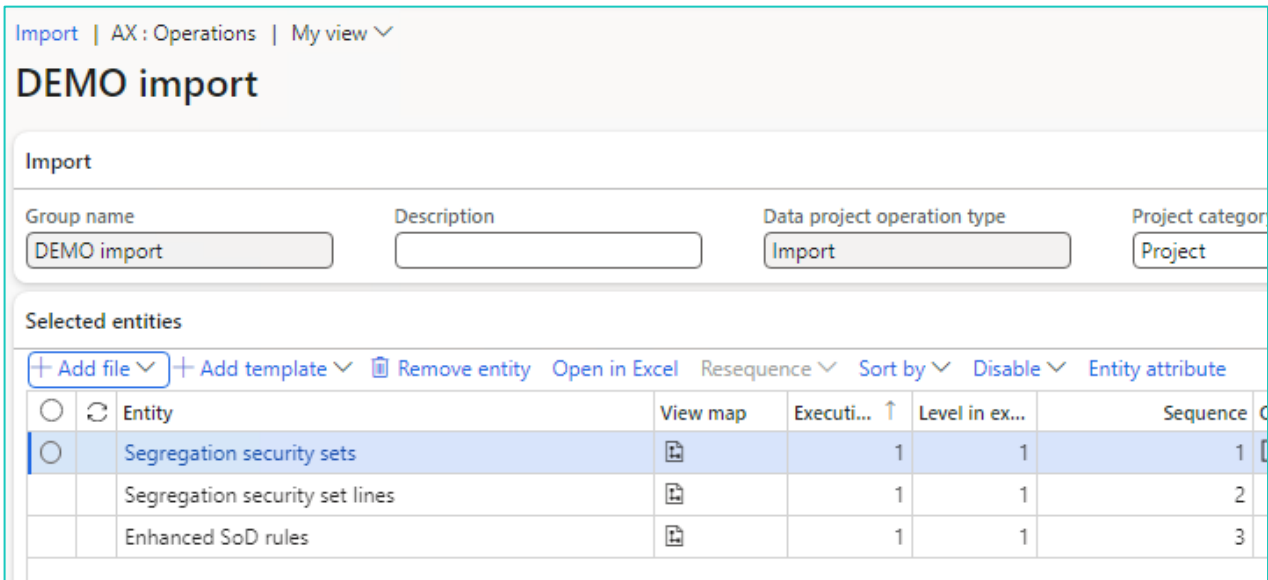 Import | AX : Operations | My view
DEMO import
Import
Group name Description Data project operation type Project categor
DEMO import Import Project
Selected entities
Add file Add template Remove entity Open in Excel Resequence Sort by Disable Entity attribute
Entity View map Executi... ↑ Level in ex... Sequence
Segregation security sets 1 1 1
Segregation security set lines 1 1 2
Enhanced SoD rules 1 1 3